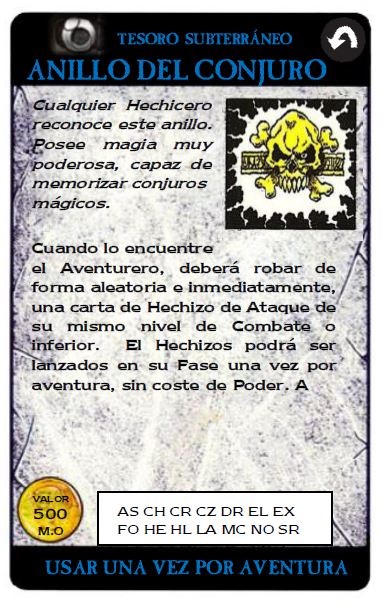 TESORO SUBTERRÁNEO
ANILLO DEL CONJURO
Cualquier Hechicero
reconoce este anillo.
Posee magia muy
poderosa, capaz de
memorizar conjuros
mágicos.
Cuando lo encuentre
el Aventurero, deberá robar de
forma aleatoria e inmediatamente,
una carta de Hechizo de Ataque de
su mismo nivel de Combate o
inferior. El Hechizos podrá ser
lanzados en su Fase una vez por
aventura, sin coste de Poder. A
VALOR
500
M.O
AS CH CR CZ DR EL EX
FO HE HL LA MC NO SR
USAR UNA VEZ POR AVENTURA